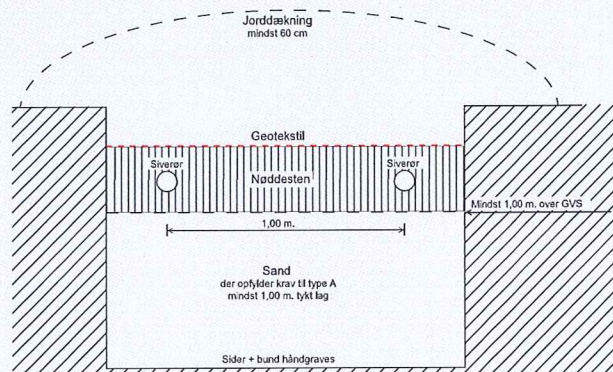 Jorddækning
mindst 60 cm
Geotekstil
Siverør
Siverør
Nøddesten
Mindst 1,00 m. over GVS
1,00 m.
Sand
der opfylder krav til type A
mindst 1,00 m. tykt lag
Sider + bund håndgraves